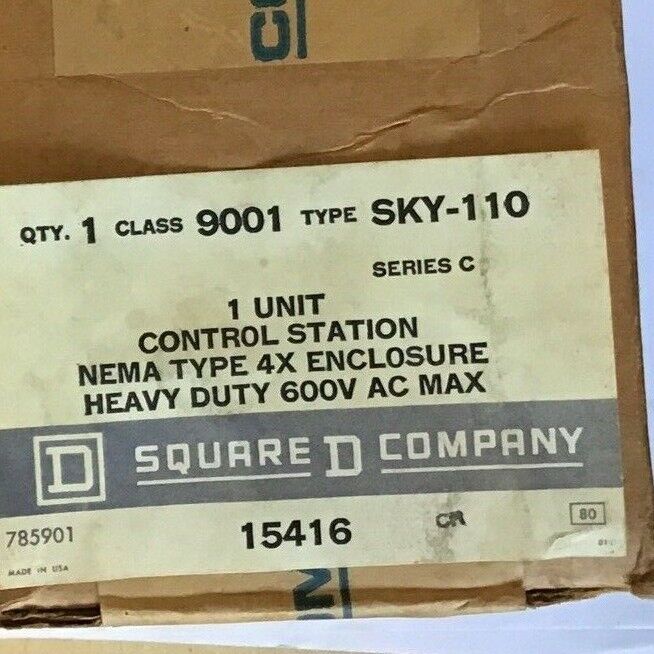 QTY. 1 CLASS 9001 TYPE SKY-110
SERIES C
1 UNIT
CONTROL STATION
NEMA TYPE 4X ENCLOSURE
HEAVY DUTY 600V AC MAX
D SQUARE D COMPANY
785901 15416 CR 80
MADE IN USA